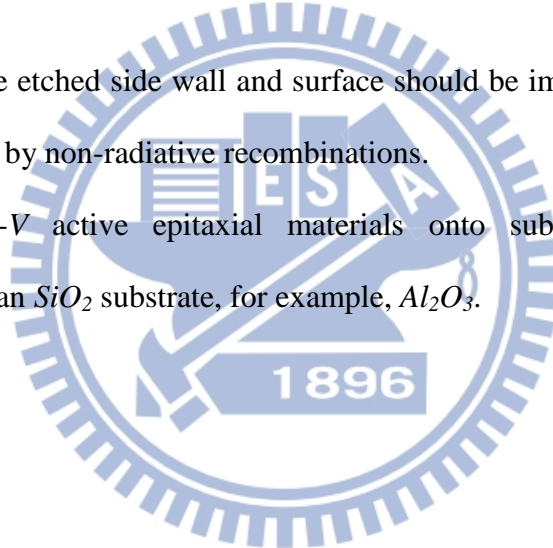 e etched side wall and surface should be im
by non-radiative recombinations.
-V active epitaxial materials onto sub
an SiO2 substrate, for example, Al2O3.
ESA
1896